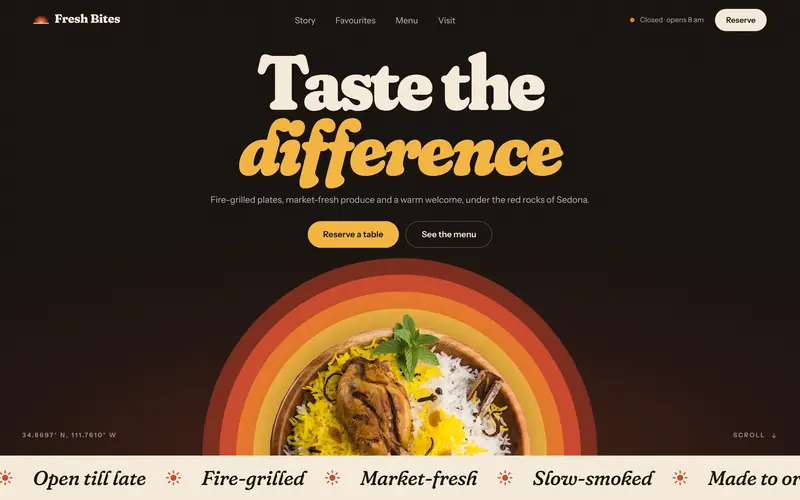 Fresh Bites
Story Favourites Menu Visit
Closed · opens 8 am
Reserve
Taste the
difference
Fire-grilled plates, market-fresh produce and a warm welcome, under the red rocks of Sedona.
Reserve a table
See the menu
34.8697° N, 111.7610° W
SCROLL ↓
Open till late Fire-grilled Market-fresh Slow-smoked Made to or